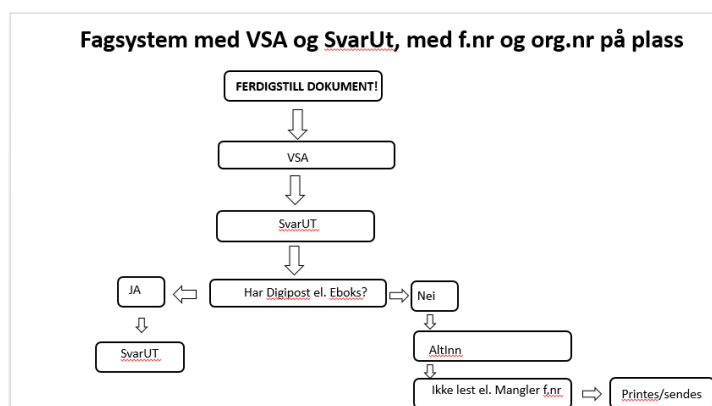 Fagsystem med VSA og SvarUt, med f.nr og org.nr på plass
FERDIGSTILL DOKUMENT!
VSA
SvarUT
Har Digipost el. Eboks?
JA
Nei
SvarUT
AltInn
Ikke lest el. Mangler f,nr
Printes/sendes